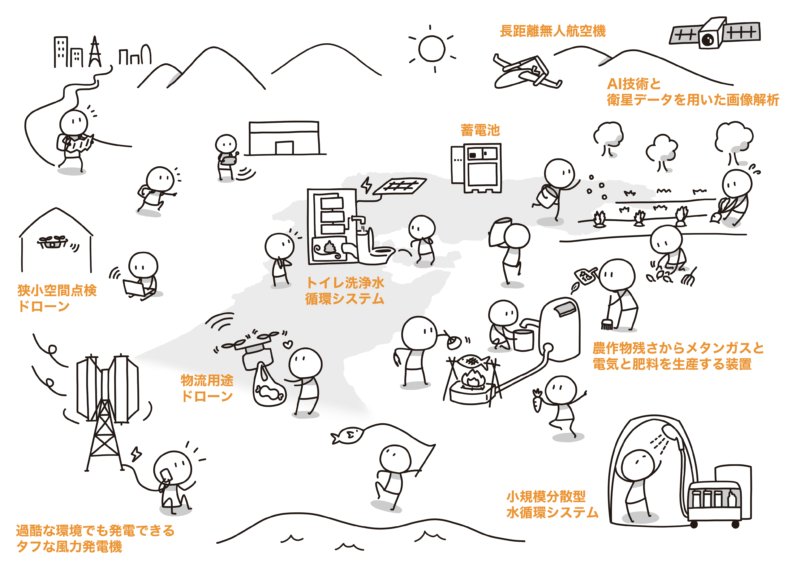 長距離無人航空機
AI技術と
衛星データを用いた画像解析
蓄電池
狭小空間点検
ドローン
トイレ洗浄水
循環システム
物流用途
ドローン
農作物残さからメタンガスと
電気と肥料を生産する装置
小規模分散型
水循環システム
過酷な環境でも発電できる
タフな風力発電機